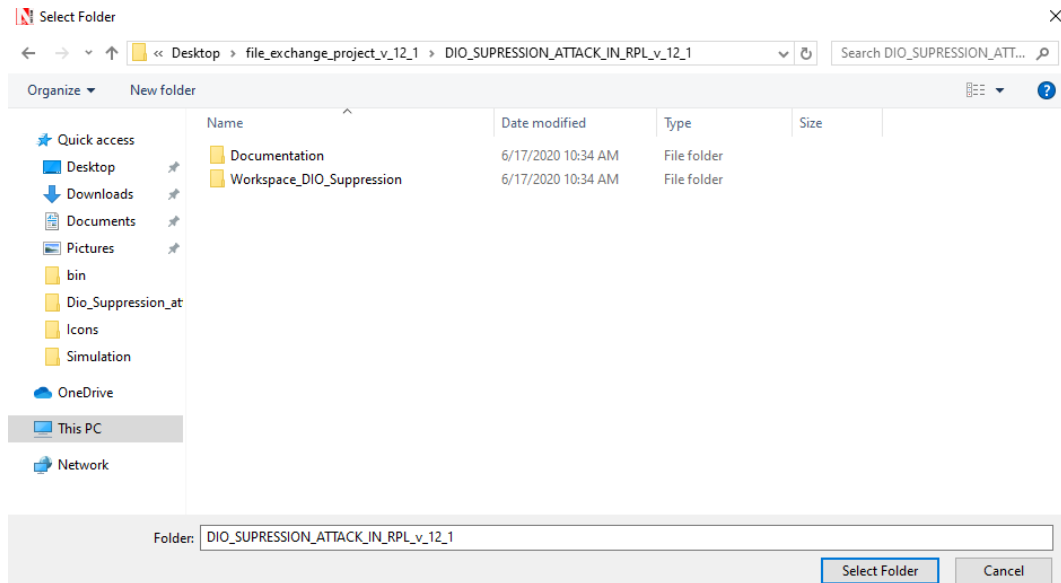 Select Folder
« Desktop › file_exchange_project_v_12_1 › DIO_SUPRESSION_ATTACK_IN_RPL_v_12_1
Search DIO_SUPRESSION_ATT...
Organize New folder
Name Date modified Type Size
Quick access
Documentation 6/17/2020 10:34 AM File folder
Desktop
Workspace_DIO_Suppression 6/17/2020 10:34 AM File folder
Downloads
Documents
Pictures
bin
Dio_Suppression_at
Icons
Simulation
OneDrive
This PC
Network
Folder: DIO_SUPRESSION_ATTACK_IN_RPL_v_12_1
Select Folder Cancel